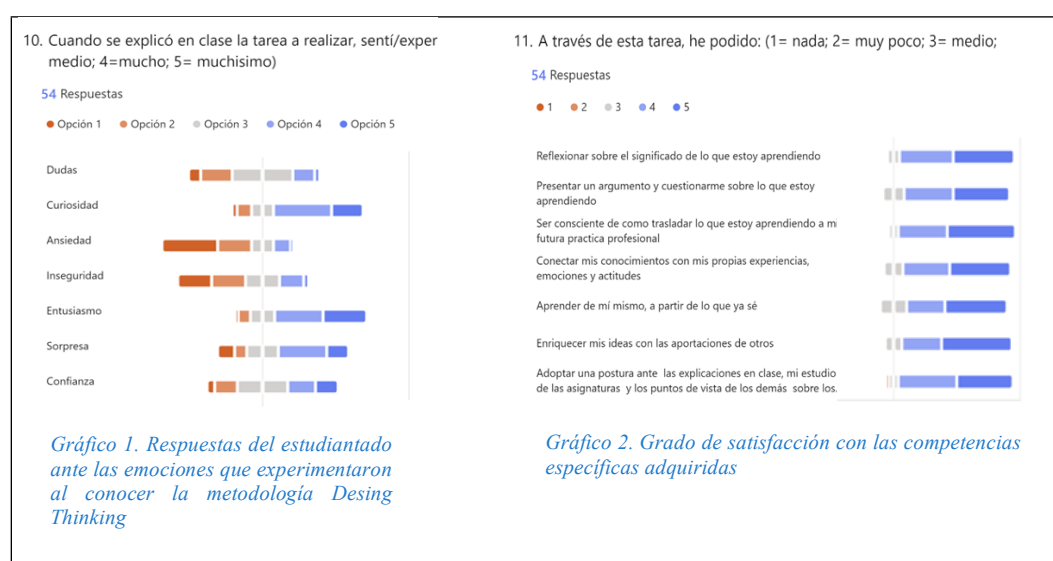 10. Cuando se explicó en clase la tarea a realizar, sentí/exper
medio; 4=mucho; 5= muchisimo)
54 Respuestas
Opción 1 Opción 2 Opción 3 Opción 4 Opción 5
Dudas
Curiosidad
Ansiedad
Inseguridad
Entusiasmo
Sorpresa
Confianza
Gráfico 1. Respuestas del estudiantado
ante las emociones que experimentaron
al conocer la metodología Desing
Thinking
11. A través de esta tarea, he podido: (1= nada; 2= muy poco; 3= medio;
54 Respuestas
1 2 3 4 5
Reflexionar sobre el significado de lo que estoy aprendiendo
Presentar un argumento y cuestionarme sobre lo que estoy
aprendiendo
Ser consciente de como trasladar lo que estoy aprendiendo a mi
futura practica profesional
Conectar mis conocimientos con mis propias experiencias,
emociones y actitudes
Aprender de mí mismo, a partir de lo que ya sé
Enriquecer mis ideas con las aportaciones de otros
Adoptar una postura ante las explicaciones en clase, mi estudio
de las asignaturas y los puntos de vista de los demás sobre los.
Gráfico 2. Grado de satisfacción con las competencias
específicas adquiridas